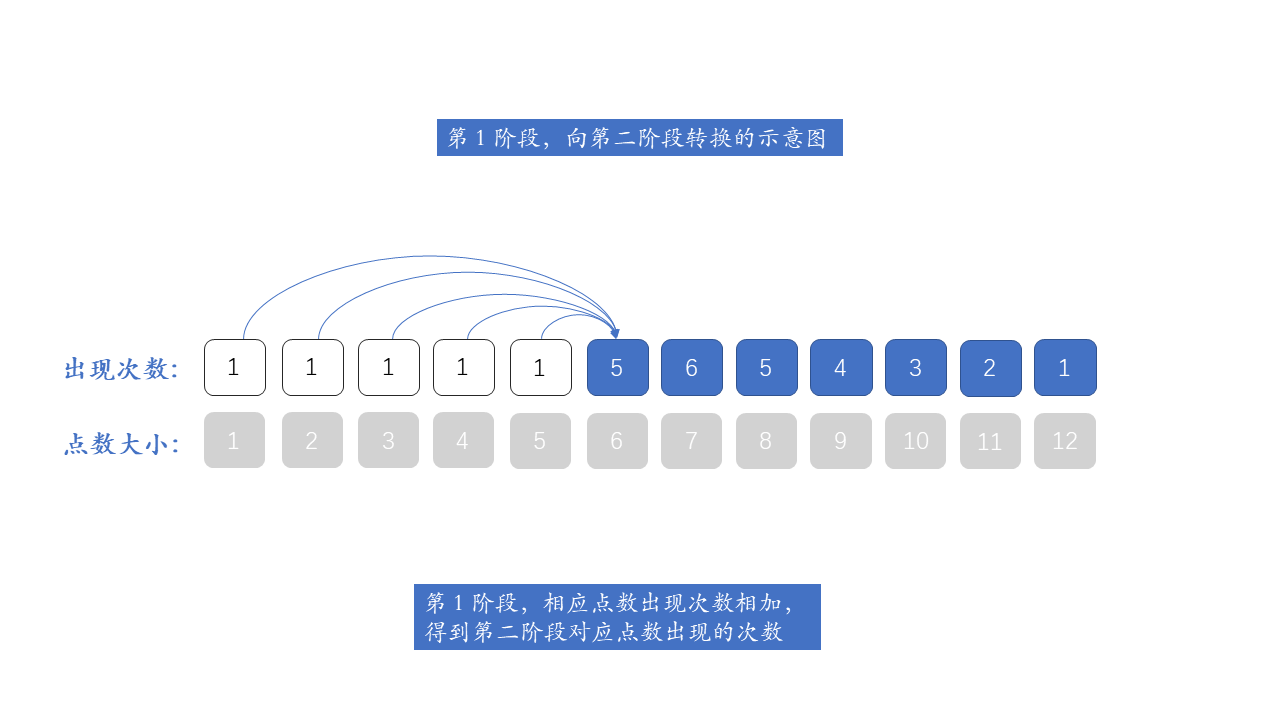 第 1 阶段，向第二阶段转换的示意图
出现次数： 1 1 1 1 1 5 6 5 4 3 2 1
点数大小： 1 2 3 4 5 6 7 8 9 10 11 12
第 1 阶段，相应点数出现次数相加，
得到第二阶段对应点数出现的次数